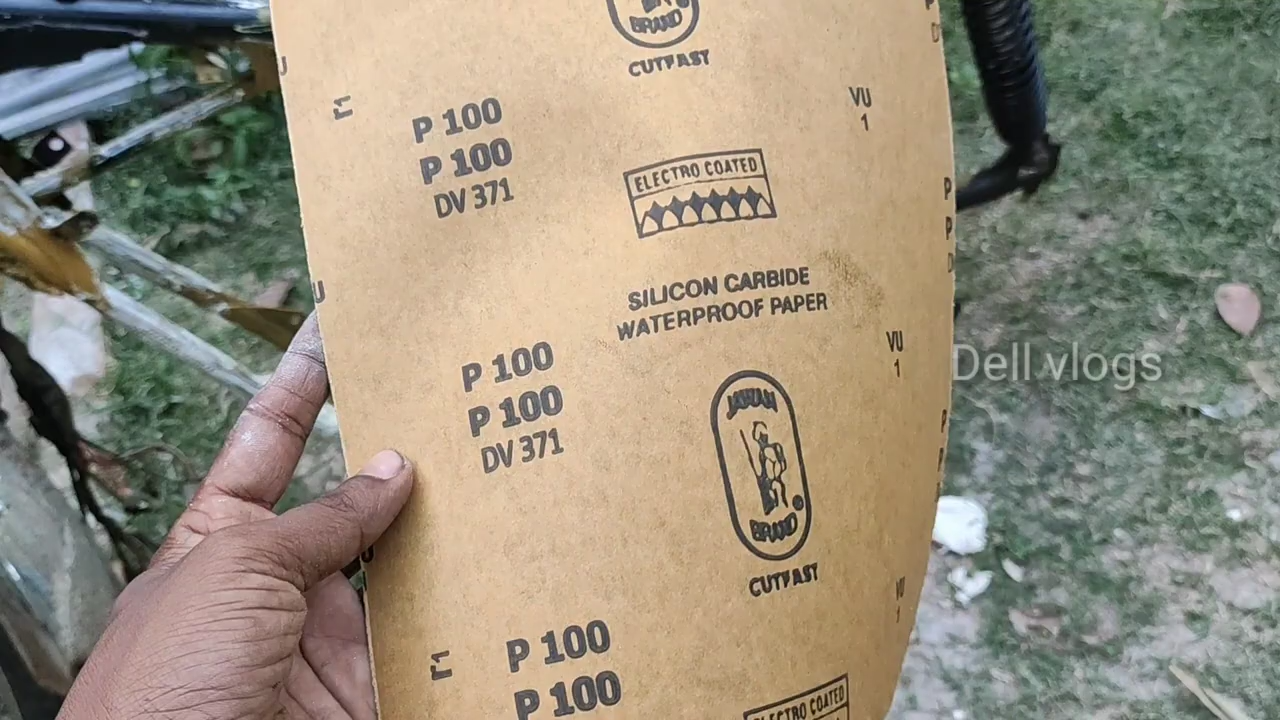 BRAND
CUTFAST
P 100
P 100
DV 371
VU
1
ELECTRO COATED
SILICON CARBIDE
WATERPROOF PAPER
P 100
P 100
DV 371
VU
1
Dell vlogs
JAWAN
BRAND
CUTFAST
P 100
P 100
VU
1
ELECTRO COATED